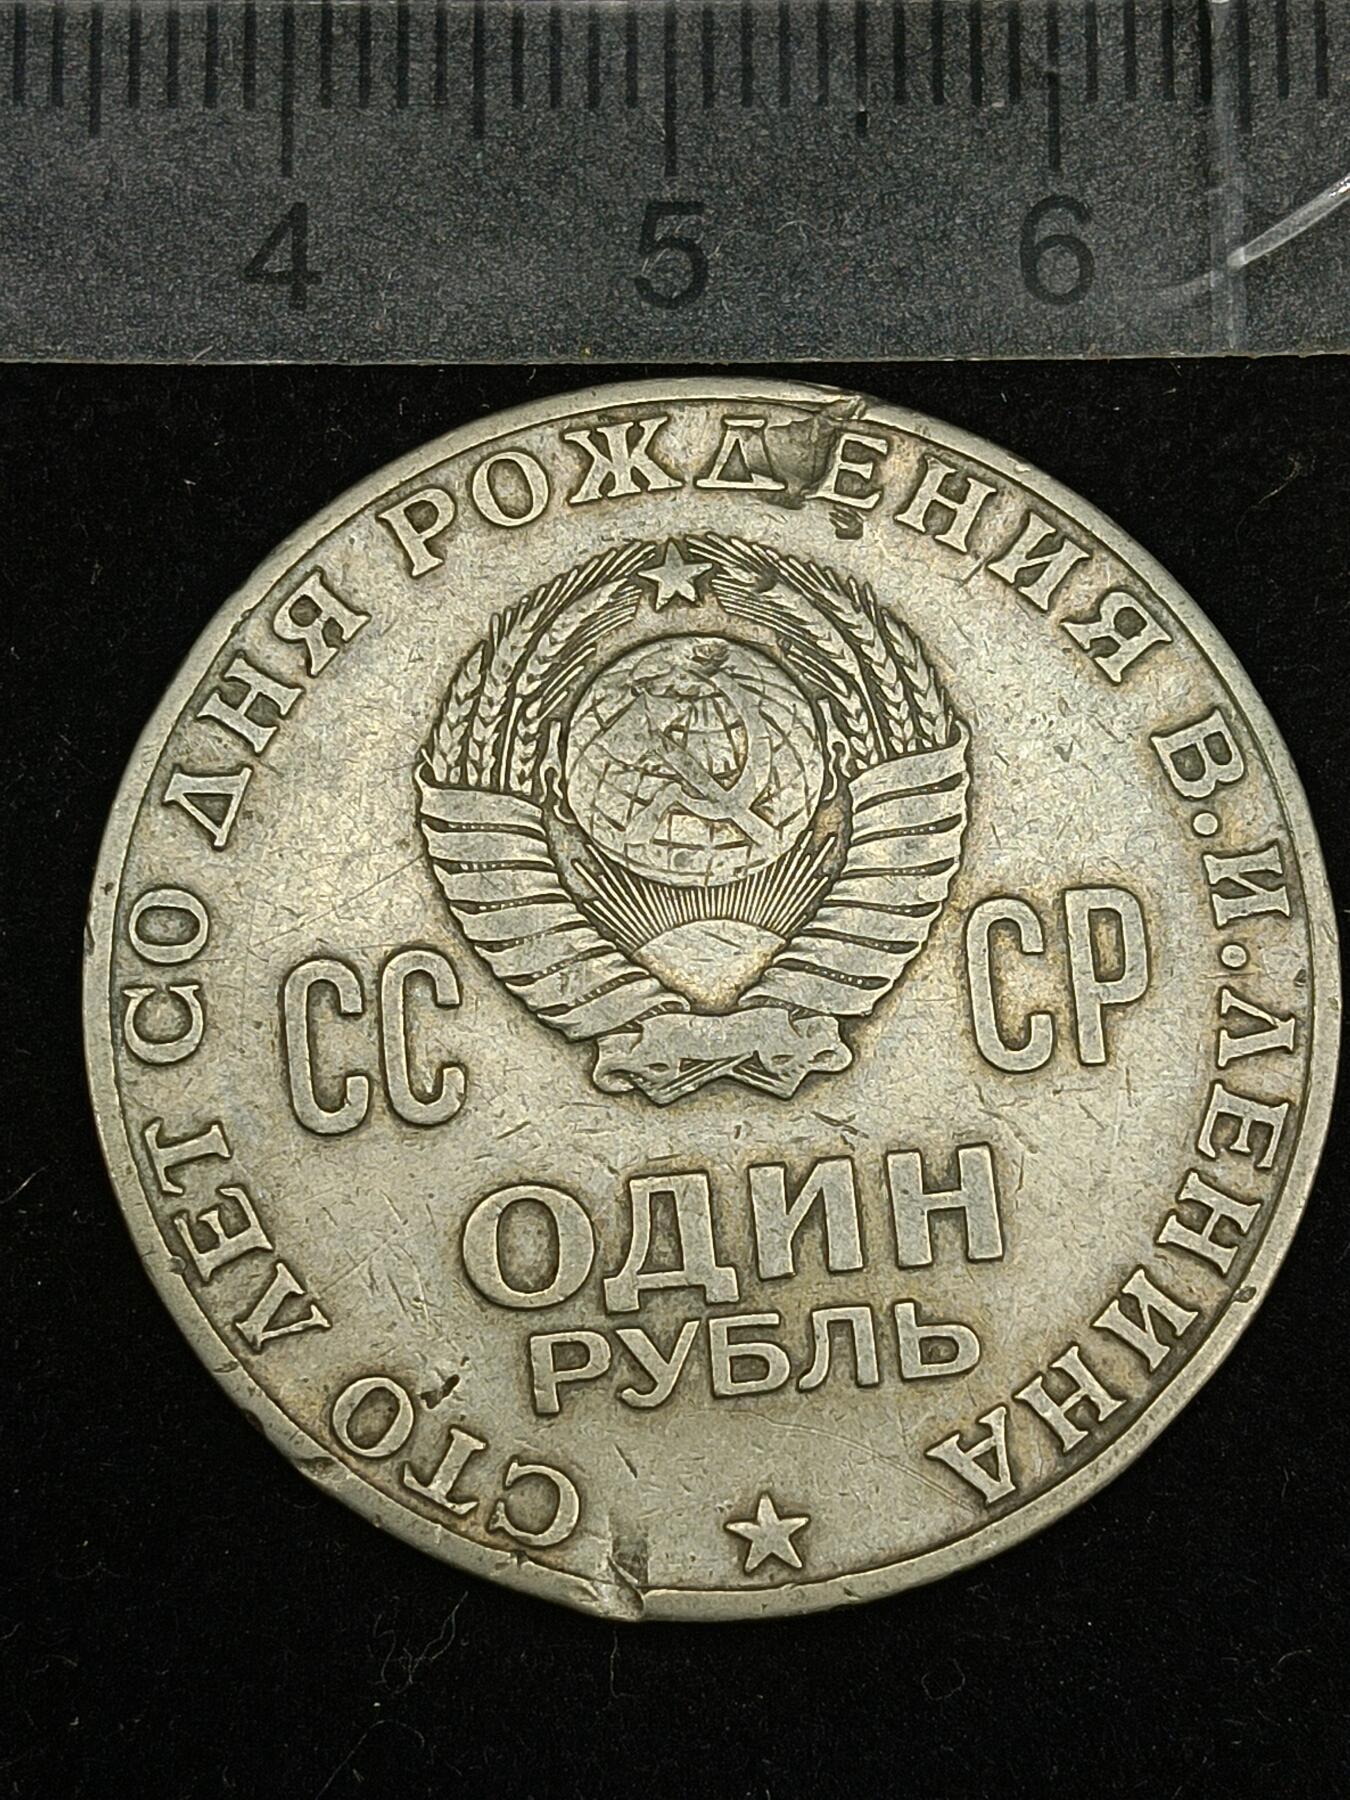 4 5 6
СТО ЛЕТ СО ДНЯ РОЖДЕНИЯ В.И.ЛЕНИНА
СС СР
ОДИН
РУБЛЬ